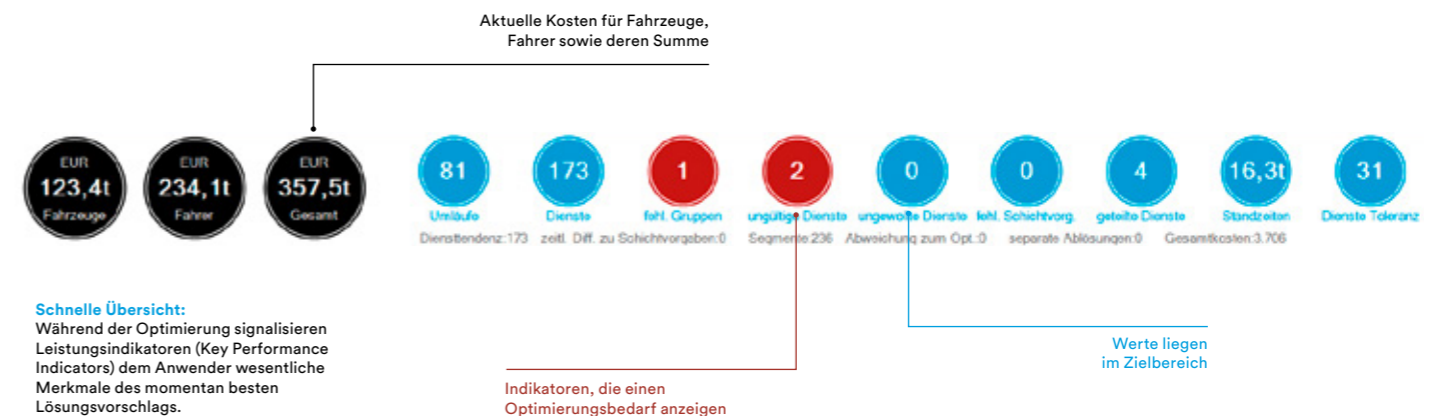 Aktuelle Kosten für Fahrzeuge,
Fahrer sowie deren Summe
EUR
123,4t
Fahrzeuge
EUR
234,1t
Fahrer
EUR
357,5t
Gesamt
81
Umläufe
173
Dienste
1
fehl. Gruppen
2
ungültige Dienste
0
ungewollte Dienste
0
fehl. Schichtvorg.
4
geteilte Dienste
16,3t
Standzeiten
31
Dienste Toleranz
Diensttendenz:173 zeitl. Diff. zu Schichtvorgaben:0 Segmente:236 Abweichung zum Opt.:0 separate Ablösungen:0 Gesamtkosten:3.706
Schnelle Übersicht:
Während der Optimierung signalisieren
Leistungsindikatoren (Key Performance
Indicators) dem Anwender wesentliche
Merkmale des momentan besten
Lösungsvorschlags.
Indikatoren, die einen
Optimierungsbedarf anzeigen
Werte liegen
im Zielbereich